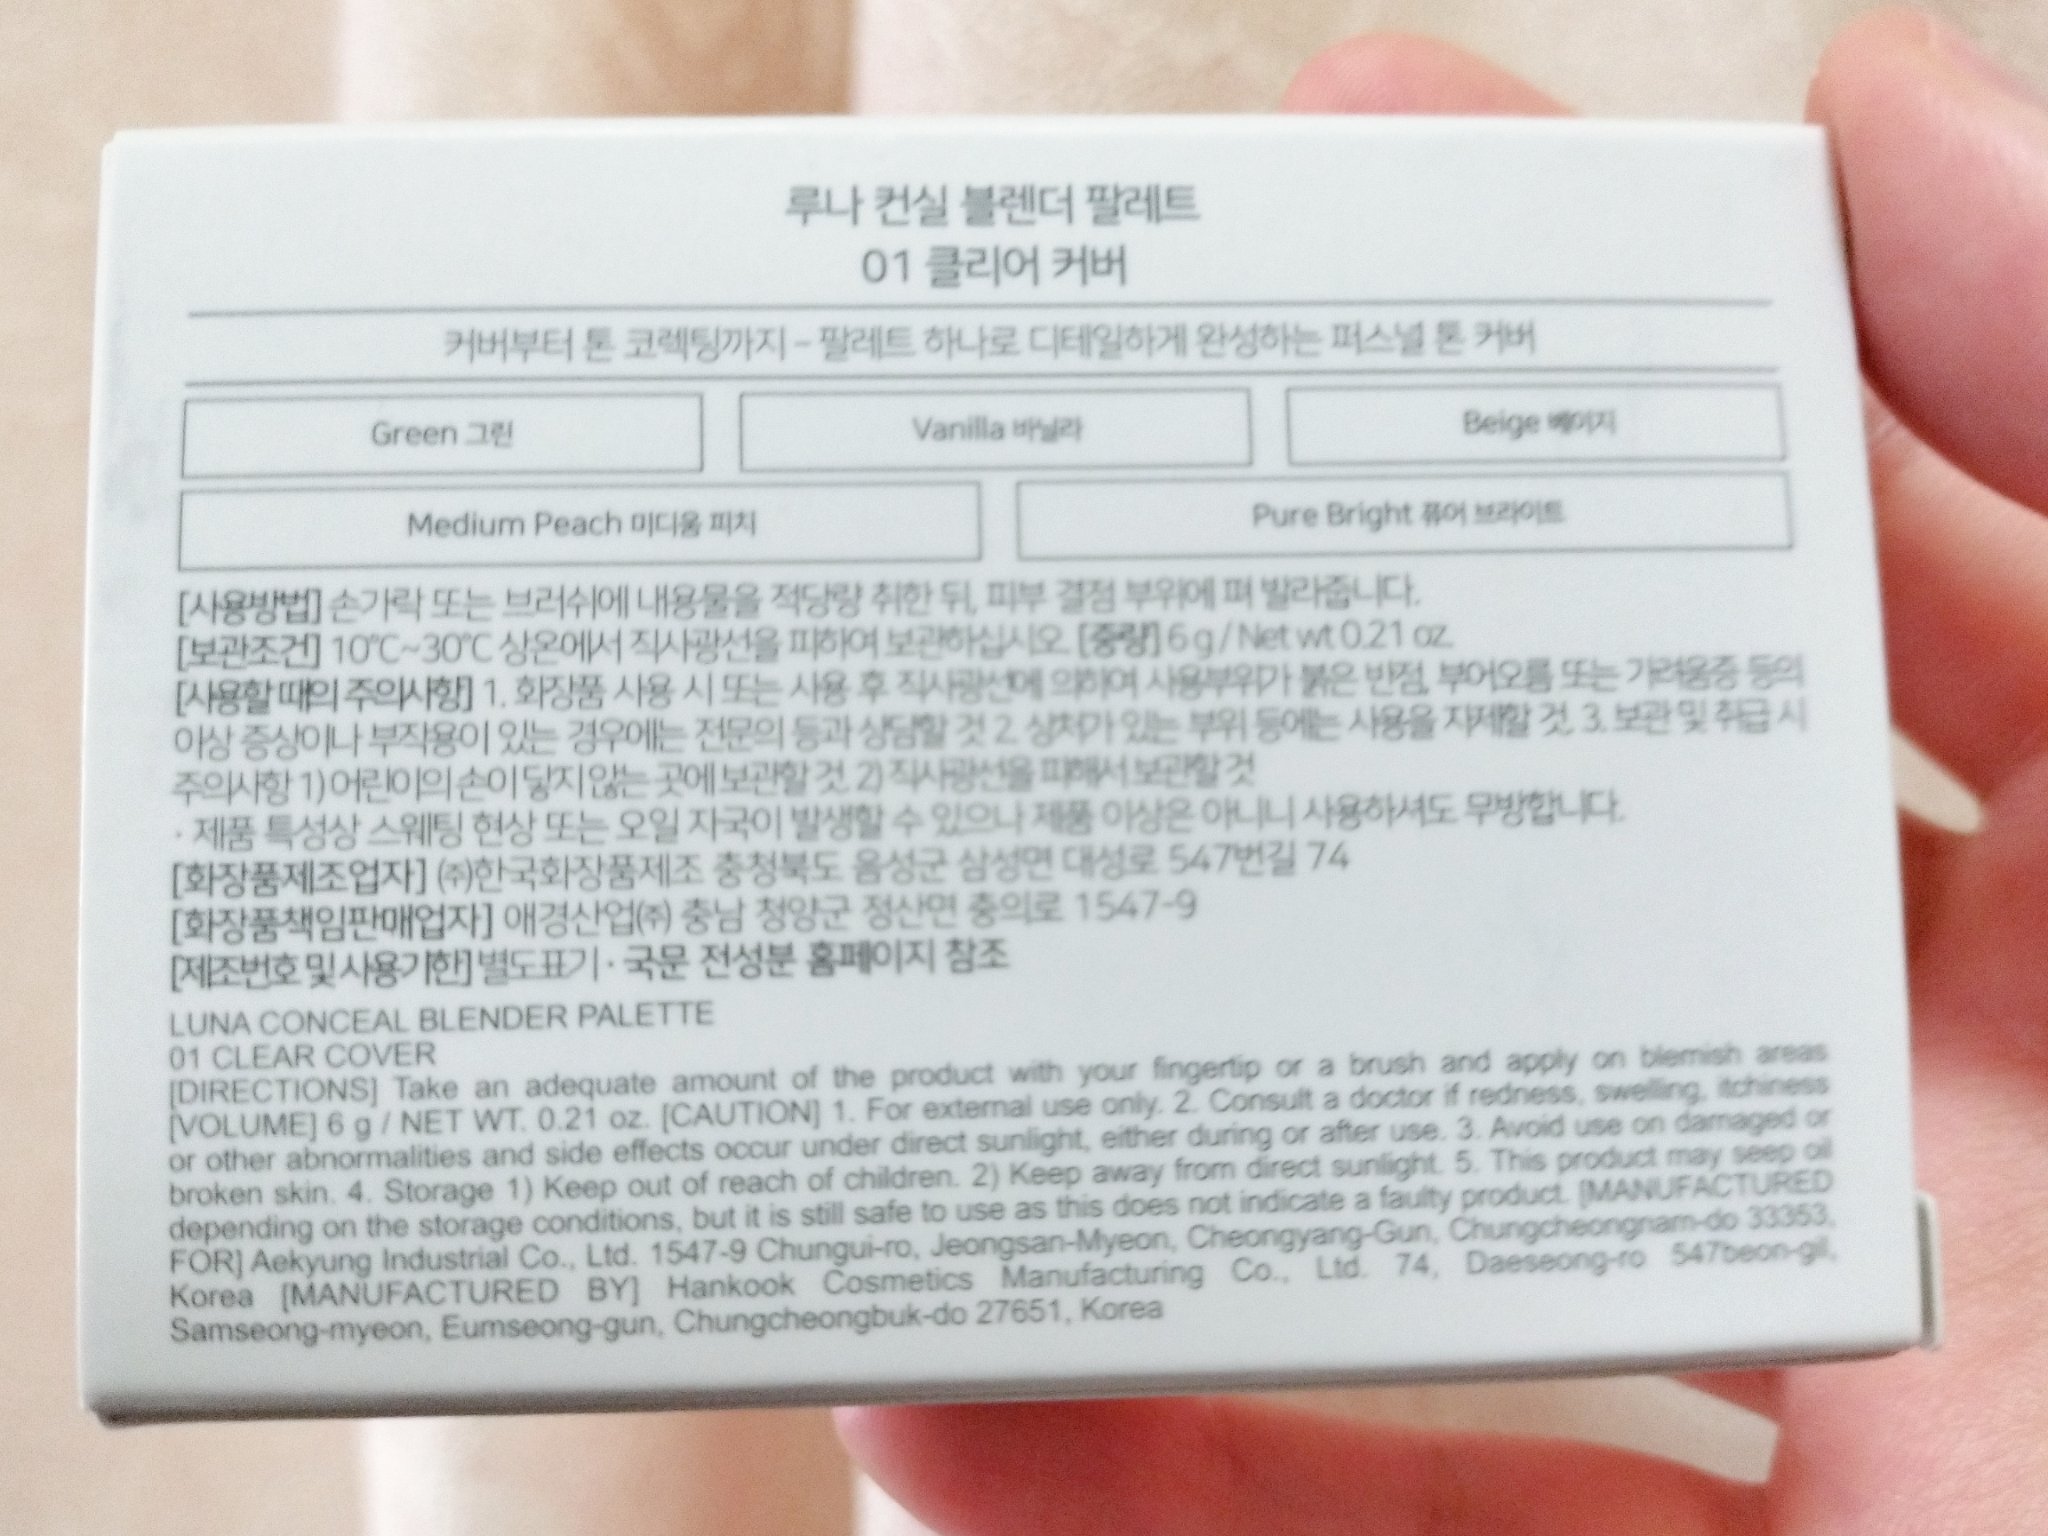 루나 컨실 블렌더 팔레트
01 클리어 커버
커버부터 톤 코렉팅까지 – 팔레트 하나로 디테일하게 완성하는 퍼스널 톤 커버
Green 그린
Vanilla 바닐라
Beige 베이지
Medium Peach 미디움 피치
Pure Bright 퓨어 브라이트
[사용방법] 손가락 또는 브러쉬에 내용물을 적당량 취한 뒤, 피부 결점 부위에 펴 발라줍니다.
[보관조건] 10℃~30℃ 상온에서 직사광선을 피하여 보관하십시오. [중량] 6 g / Net wt 0.21 oz.
[사용할 때의 주의사항] 1. 화장품 사용 시 또는 사용 후 직사광선에 의하여 사용부위가 붉은 반점, 부어오름 또는 가려움증 등의
이상 증상이나 부작용이 있는 경우에는 전문의 등과 상담할 것 2. 상처가 있는 부위 등에는 사용을 자제할 것. 3. 보관 및 취급 시
주의사항 1) 어린이의 손이 닿지 않는 곳에 보관할 것. 2) 직사광선을 피해서 보관할 것
· 제품 특성상 스웨팅 현상 또는 오일 자국이 발생할 수 있으나 제품 이상은 아니니 사용하셔도 무방합니다.
[화장품제조업자] ㈜한국화장품제조 충청북도 음성군 삼성면 대성로 547번길 74
[화장품책임판매업자] 애경산업㈜ 충남 청양군 정산면 충의로 1547-9
[제조번호 및 사용기한] 별도표기 · 국문 전성분 홈페이지 참조
LUNA CONCEAL BLENDER PALETTE
01 CLEAR COVER
[DIRECTIONS] Take an adequate amount of the product with your fingertip or a brush and apply on blemish areas
[VOLUME] 6 g / NET WT. 0.21 oz. [CAUTION] 1. For external use only. 2. Consult a doctor if redness, swelling, itchiness
or other abnormalities and side effects occur under direct sunlight, either during or after use. 3. Avoid use on damaged or
broken skin. 4. Storage 1) Keep out of reach of children. 2) Keep away from direct sunlight. 5. This product may seep oil
depending on the storage conditions, but it is still safe to use as this does not indicate a faulty product. [MANUFACTURED
FOR] Aekyung Industrial Co., Ltd. 1547-9 Chungui-ro, Jeongsan-Myeon, Cheongyang-Gun, Chungcheongnam-do 33353,
Korea [MANUFACTURED BY] Hankook Cosmetics Manufacturing Co., Ltd. 74, Daeseong-ro 547beon-gil,
Samseong-myeon, Eumseong-gun, Chungcheongbuk-do 27651, Korea